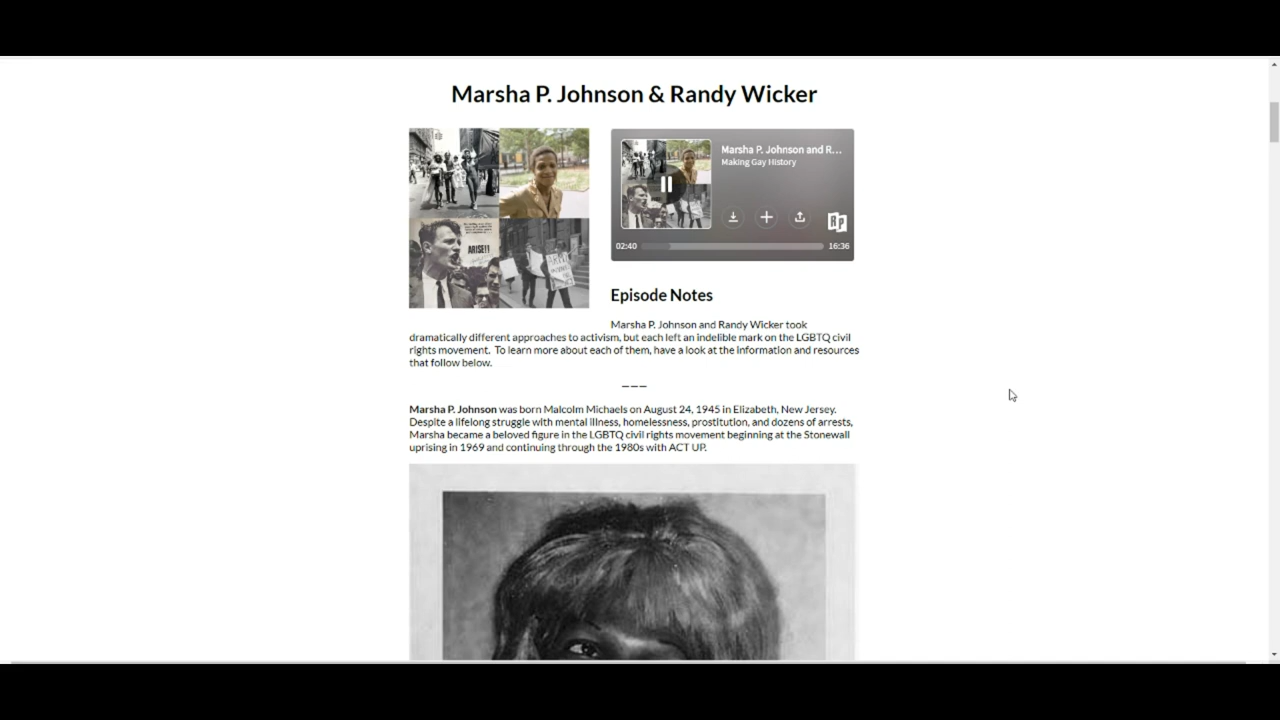 Marsha P. Johnson & Randy Wicker
ARISE!!
Marsha P. Johnson and R...
Making Gay History
RP
02:40
16:36
Episode Notes
Marsha P. Johnson and Randy Wicker took
dramatically different approaches to activism, but each left an indelible mark on the LGBTQ civil
rights movement. To learn more about each of them, have a look at the information and resources
that follow below.
———
Marsha P. Johnson was born Malcolm Michaels on August 24, 1945 in Elizabeth, New Jersey.
Despite a lifelong struggle with mental illness, homelessness, prostitution, and dozens of arrests,
Marsha became a beloved figure in the LGBTQ civil rights movement beginning at the Stonewall
uprising in 1969 and continuing through the 1980s with ACT UP.